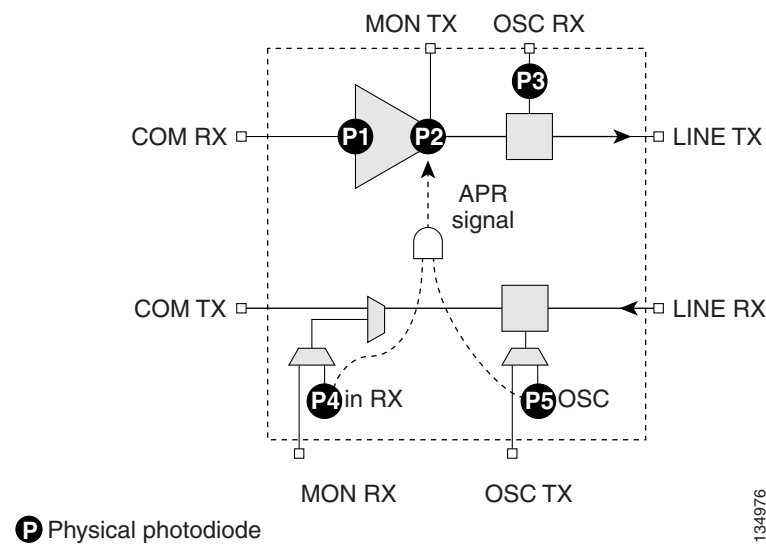 MON TX OSC RX
P3
COM RX P1 P2 LINE TX
APR
signal
COM TX LINE RX
P4 in RX P5 OSC
MON RX OSC TX
P Physical photodiode
134976